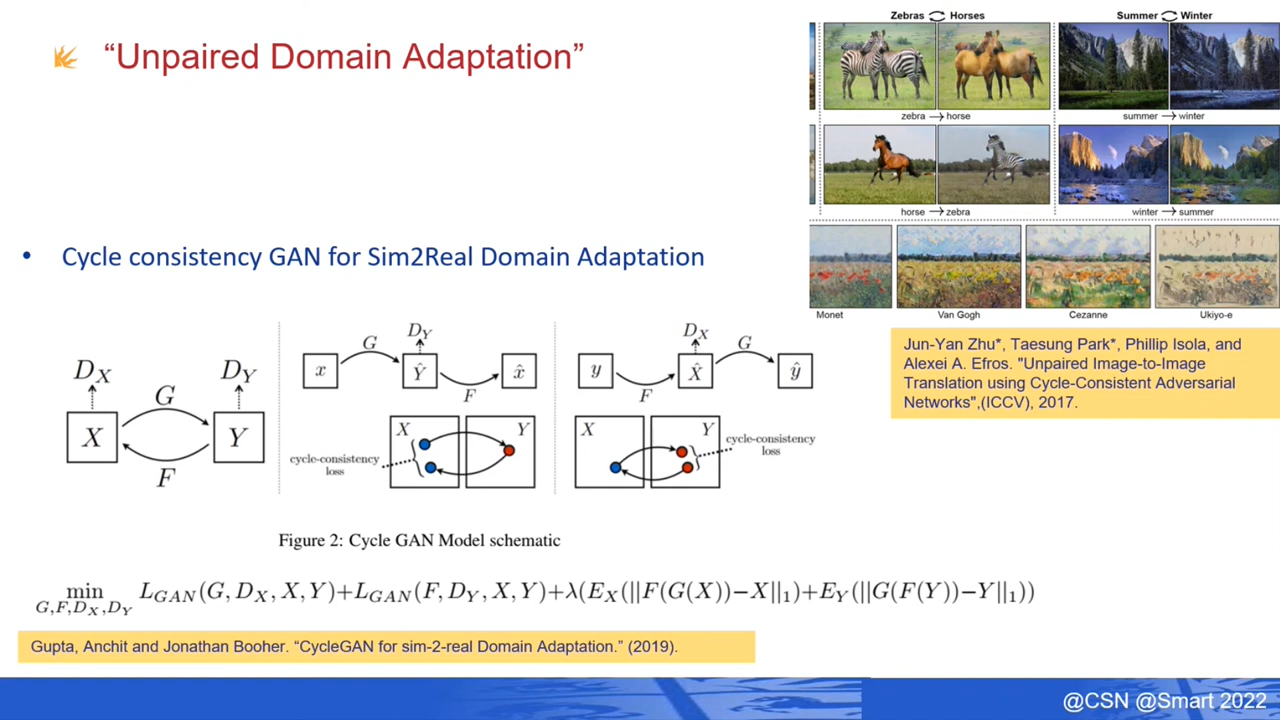 “Unpaired Domain Adaptation”
Zebras Horses
Summer Winter
zebra → horse
summer → winter
horse → zebra
winter → summer
Monet
Van Gogh
Cezanne
Ukiyo-e
Jun-Yan Zhu*, Taesung Park*, Phillip Isola, and
Alexei A. Efros. "Unpaired Image-to-Image
Translation using Cycle-Consistent Adversarial
Networks",(ICCV), 2017.
• Cycle consistency GAN for Sim2Real Domain Adaptation
D_X D_Y
G
X Y
F
x G D_Y Ŷ F x̂
X Y
cycle-consistency
loss
y F D_X X̂ G ŷ
X Y
cycle-consistency
loss
Figure 2: Cycle GAN Model schematic
min_{G,F,D_X,D_Y} L_{GAN}(G, D_X, X, Y)+L_{GAN}(F, D_Y, X, Y)+λ(E_X(||F(G(X))−X||_1)+E_Y(||G(F(Y))−Y||_1))
Gupta, Anchit and Jonathan Booher. “CycleGAN for sim-2-real Domain Adaptation.” (2019).
@CSN @Smart 2022